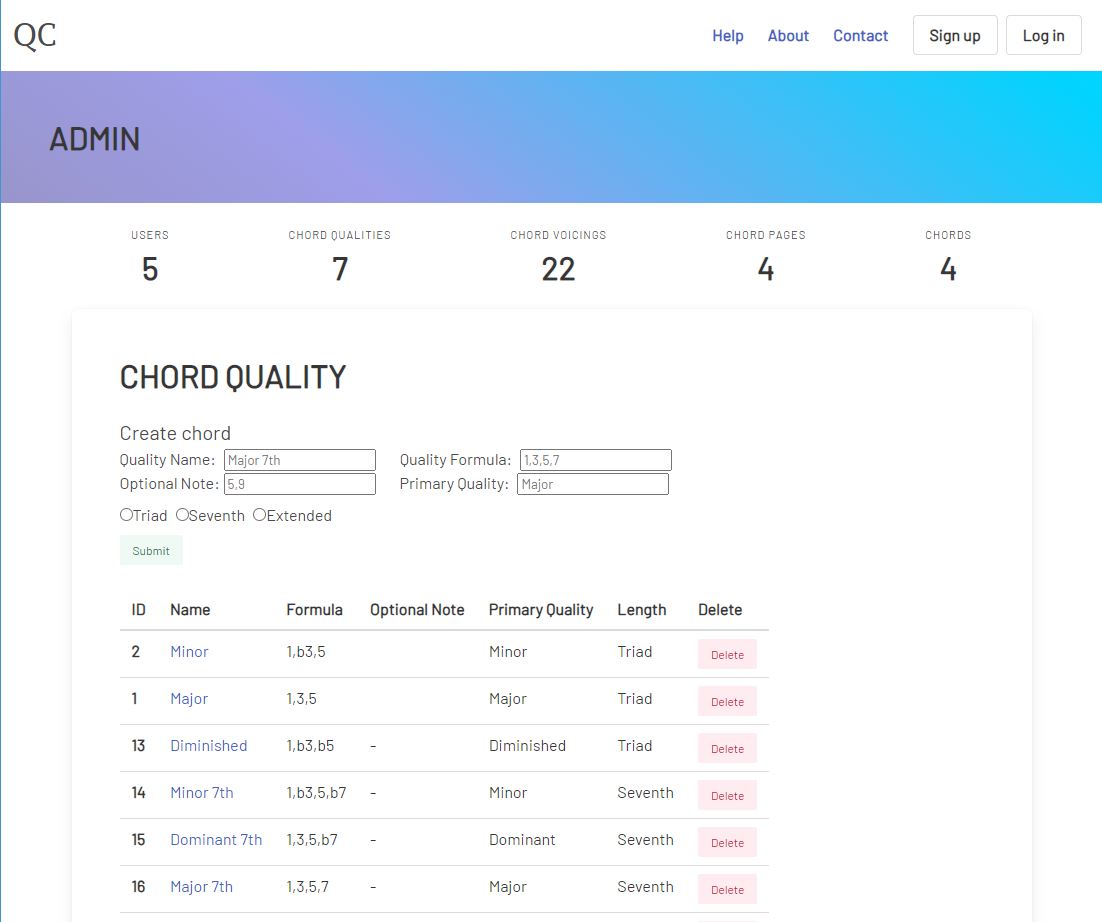 QC Help About Contact Sign up Log in
ADMIN
USERS CHORD QUALITIES CHORD VOICINGS CHORD PAGES CHORDS
5 7 22 4 4
CHORD QUALITY
Create chord
Quality Name: Major 7th Quality Formula: 1,3,5,7
Optional Note: 5,9 Primary Quality: Major
Triad Seventh Extended
Submit
ID Name Formula Optional Note Primary Quality Length Delete
2 Minor 1,b3,5 Minor Triad Delete
1 Major 1,3,5 Major Triad Delete
13 Diminished 1,b3,b5 - Diminished Triad Delete
14 Minor 7th 1,b3,5,b7 - Minor Seventh Delete
15 Dominant 7th 1,3,5,b7 - Dominant Seventh Delete
16 Major 7th 1,3,5,7 - Major Seventh Delete